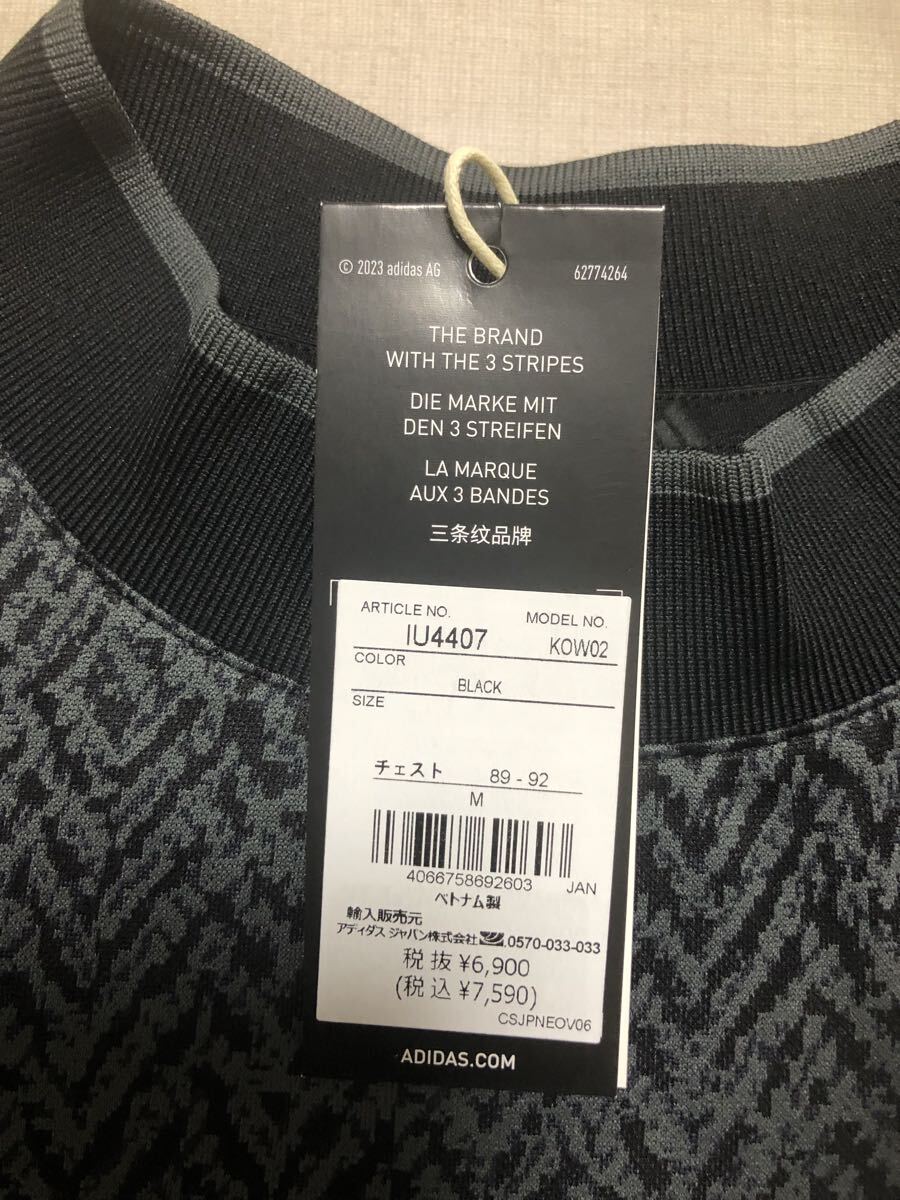 © 2023 adidas AG 62774264
THE BRAND
WITH THE 3 STRIPES
DIE MARKE MIT
DEN 3 STREIFEN
LA MARQUE
AUX 3 BANDES
三条纹品牌
ARTICLE NO. MODEL NO.
IU4407 KOW02
COLOR
BLACK
SIZE
チェスト 89 - 92
M
4066758692603 JAN
ベトナム製
輸入販売元
アディダス ジャパン株式会社 0570-033-033
税抜 ¥6,900
(税込 ¥7,590)
CSJPNEOV06
ADIDAS.COM